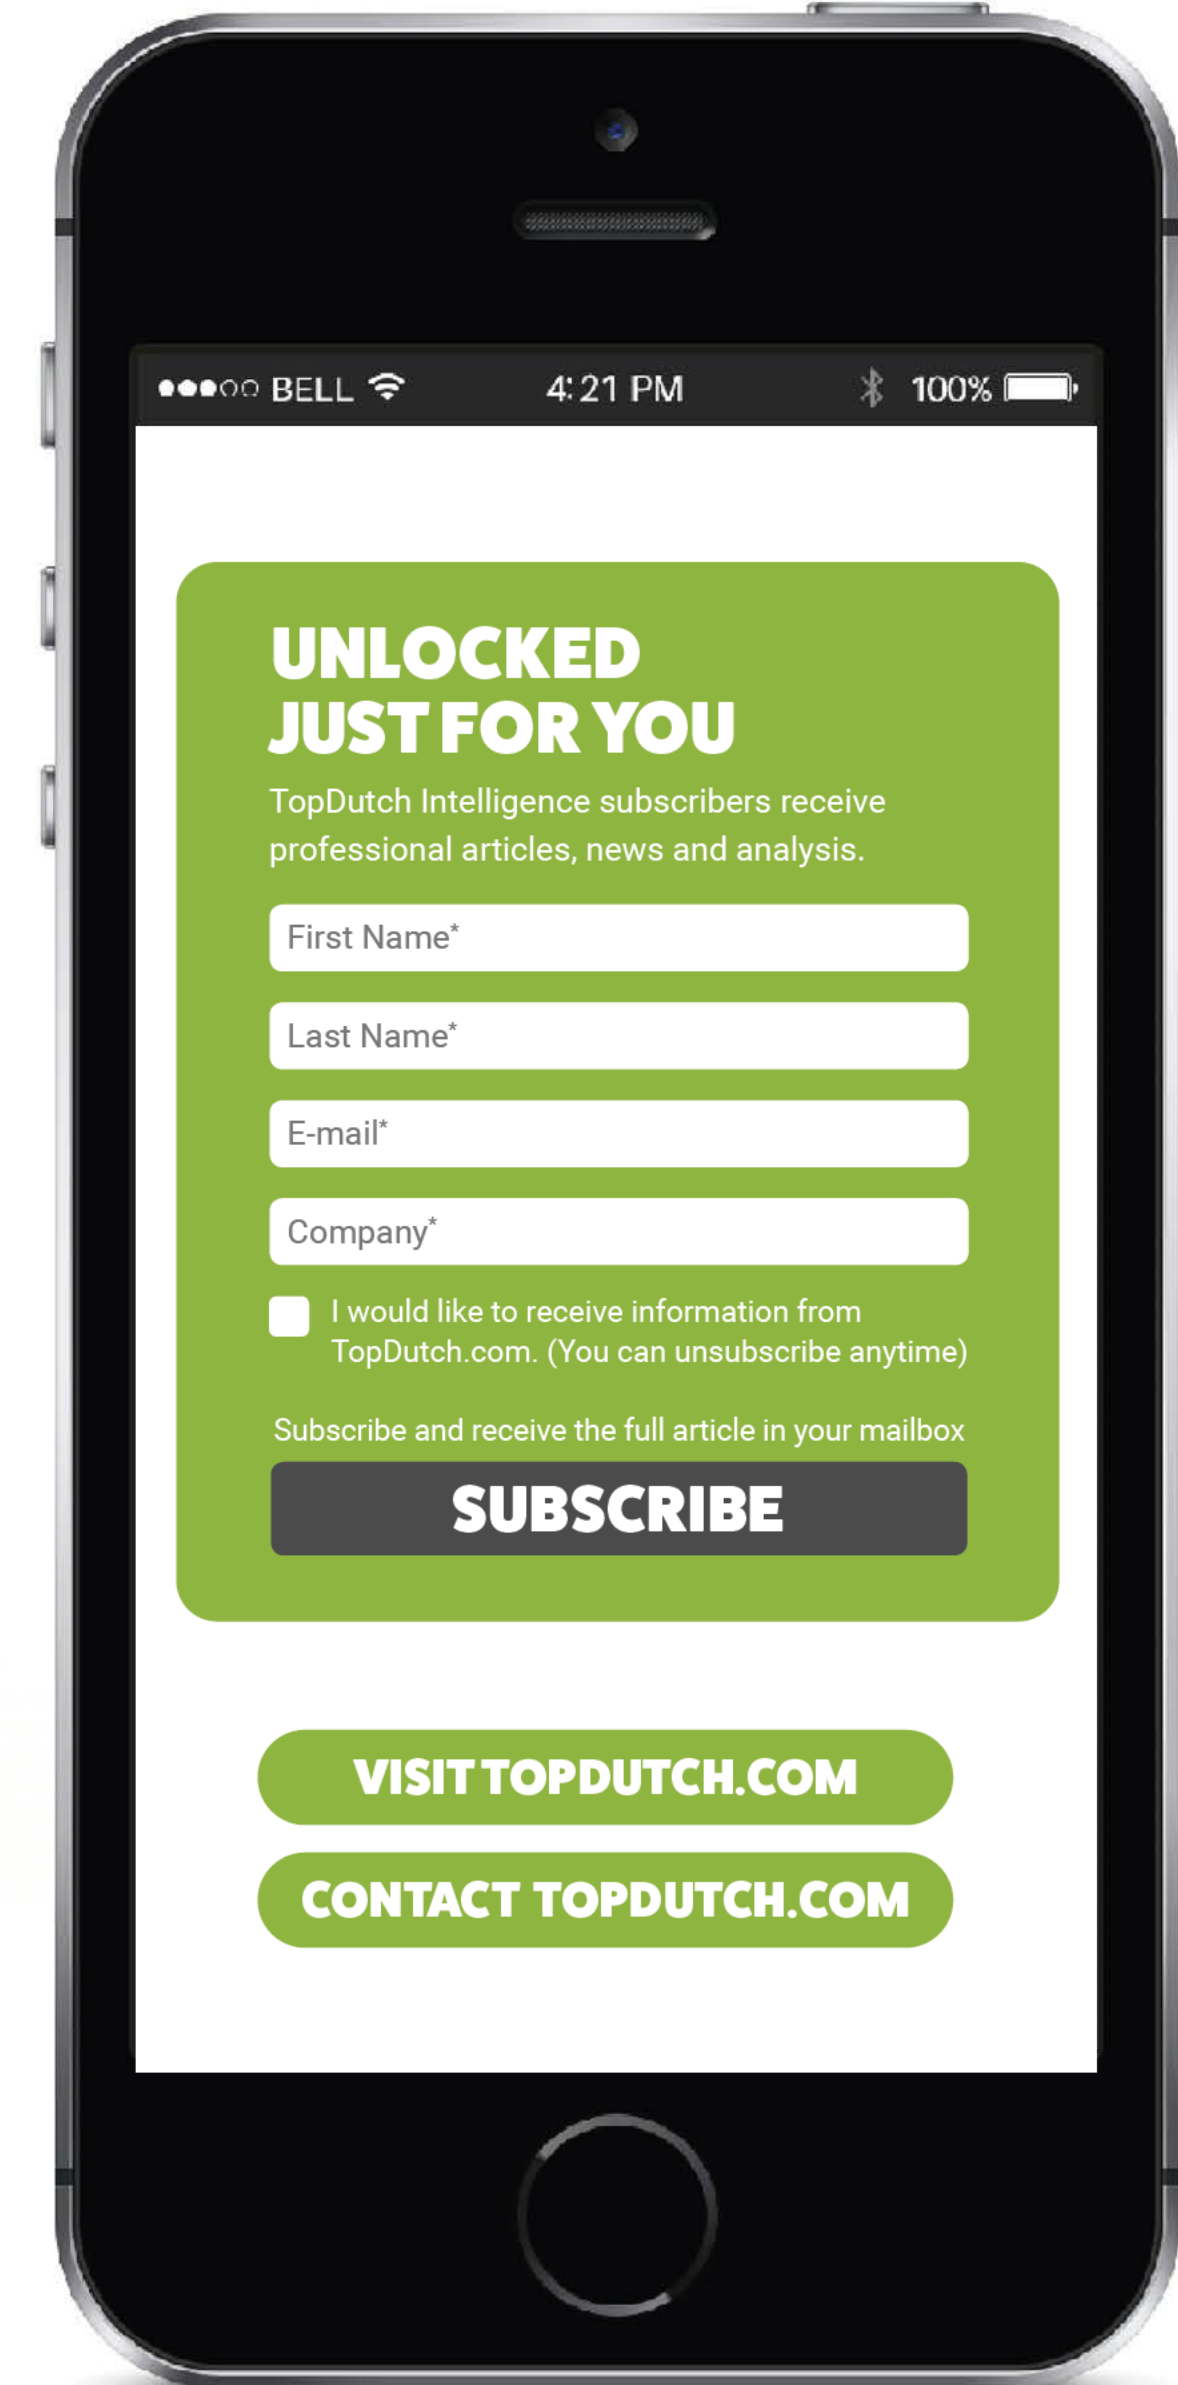 BELL 4:21 PM 100%
UNLOCKED
JUST FOR YOU
TopDutch Intelligence subscribers receive
professional articles, news and analysis.
First Name*
Last Name*
E-mail*
Company*
I would like to receive information from
TopDutch.com. (You can unsubscribe anytime)
Subscribe and receive the full article in your mailbox
SUBSCRIBE
VISIT TOPDUTCH.COM
CONTACT TOPDUTCH.COM